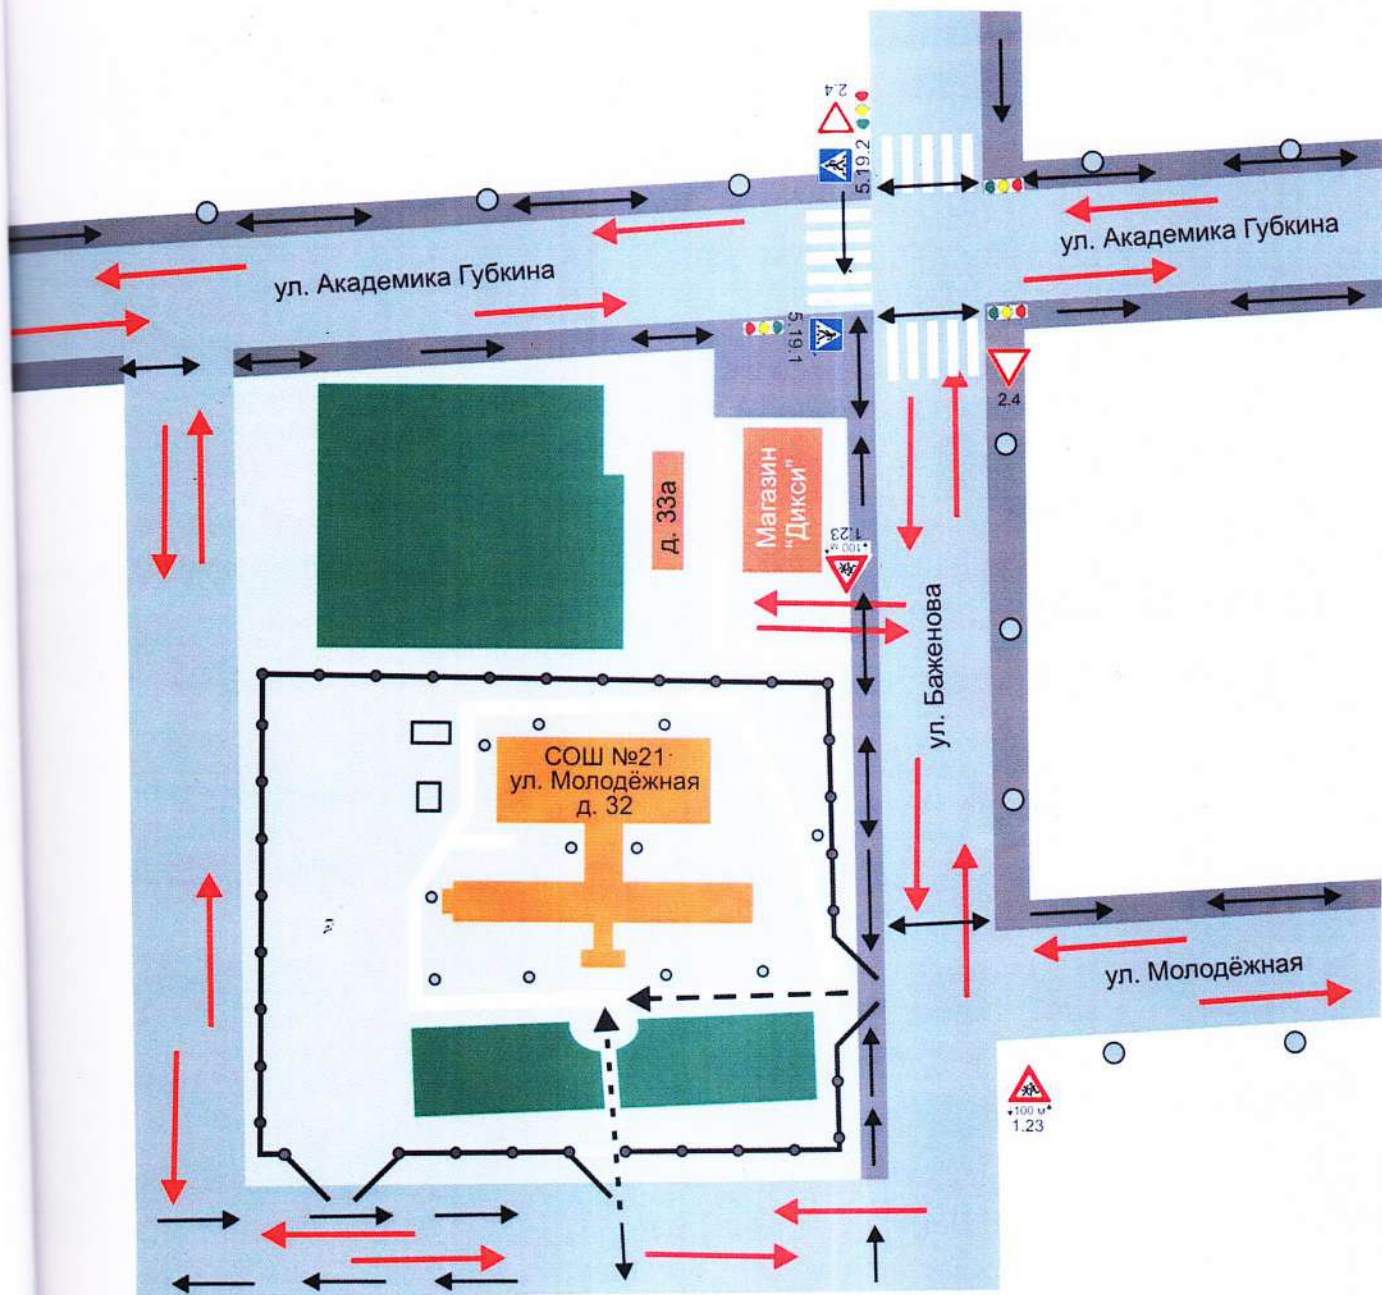 2.4
5.19.2
ул. Академика Губкина
ул. Академика Губкина
5.19.1
2.4
д. 33а
Магазин
"Дикси"
1.23
100 м
ул. Баженова
СОШ №21
ул. Молодёжная
д. 32
ул. Молодёжная
100 м
1.23